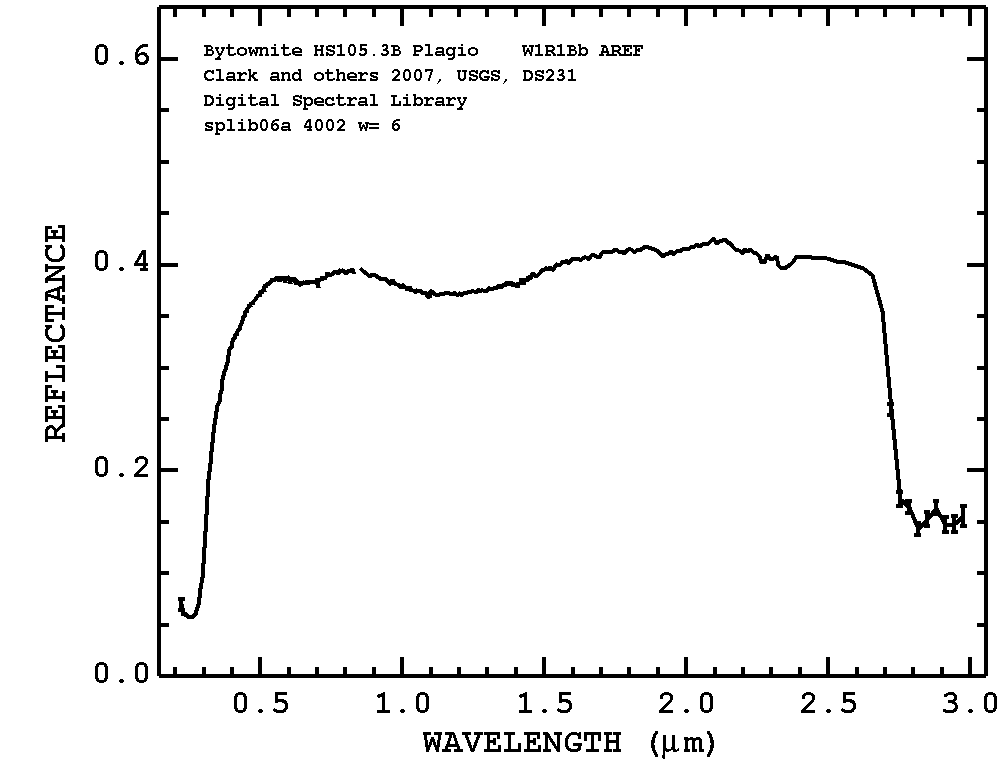 Bytownite HS105.3B Plagio W1R1Bb AREF
Clark and others 2007, USGS, DS231
Digital Spectral Library
splib06a 4002 w= 6
REFLECTANCE
0.6
0.4
0.2
0.0
0.5 1.0 1.5 2.0 2.5 3.0
WAVELENGTH (μm)